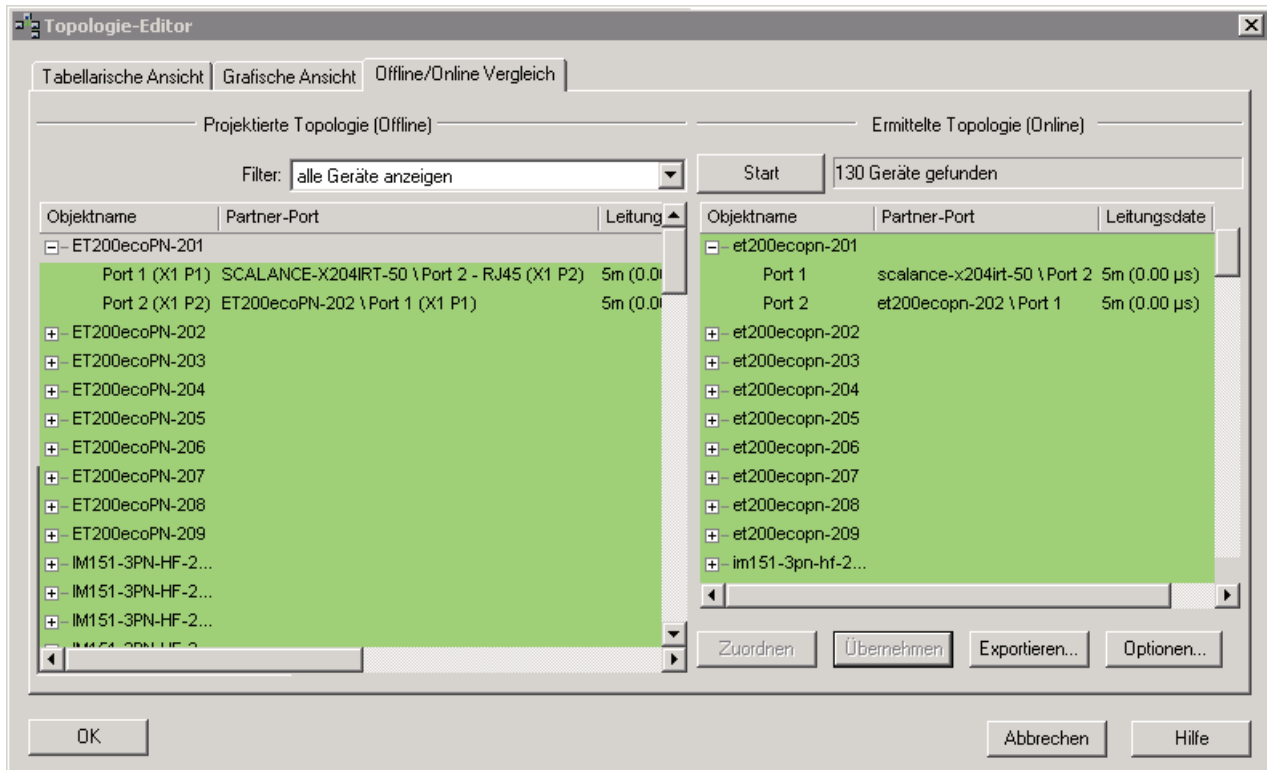 Topologie-Editor
Tabellarische Ansicht Grafische Ansicht Offline/Online Vergleich
Projektierte Topologie (Offline)
Filter: alle Geräte anzeigen
Objektname Partner-Port Leitung
ET200ecoPN-201
Port 1 (X1 P1) SCALANCE-X204IRT-50 \ Port 2 - RJ45 (X1 P2) 5m (0.00
Port 2 (X1 P2) ET200ecoPN-202 \ Port 1 (X1 P1) 5m (0.00
ET200ecoPN-202
ET200ecoPN-203
ET200ecoPN-204
ET200ecoPN-205
ET200ecoPN-206
ET200ecoPN-207
ET200ecoPN-208
ET200ecoPN-209
IM151-3PN-HF-2...
IM151-3PN-HF-2...
IM151-3PN-HF-2...
Ermittelte Topologie (Online)
Start 130 Geräte gefunden
Objektname Partner-Port Leitungsdate
et200ecopn-201
Port 1 scalance-x204irt-50 \ Port 2 5m (0.00 µs)
Port 2 et200ecopn-202 \ Port 1 5m (0.00 µs)
et200ecopn-202
et200ecopn-203
et200ecopn-204
et200ecopn-205
et200ecopn-206
et200ecopn-207
et200ecopn-208
et200ecopn-209
im151-3pn-hf-2...
Zuordnen Übernehmen Exportieren... Optionen...
OK Abbrechen Hilfe